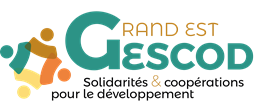 GRAND EST
GESCOD
Solidarités & coopérations
pour le développement